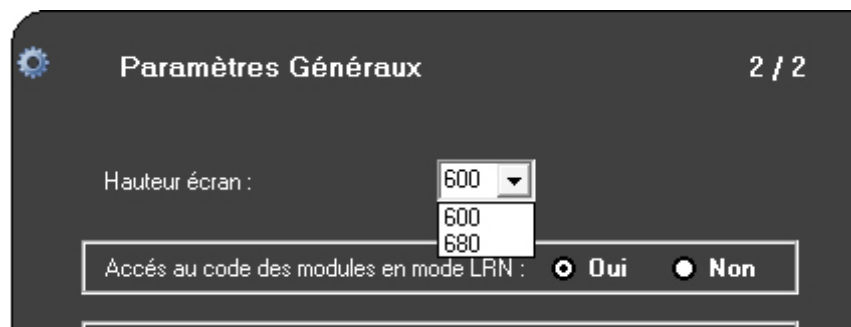 Paramètres Généraux 2 / 2
Hauteur écran : 600
600
680
Accés au code des modules en mode LRN : Oui Non